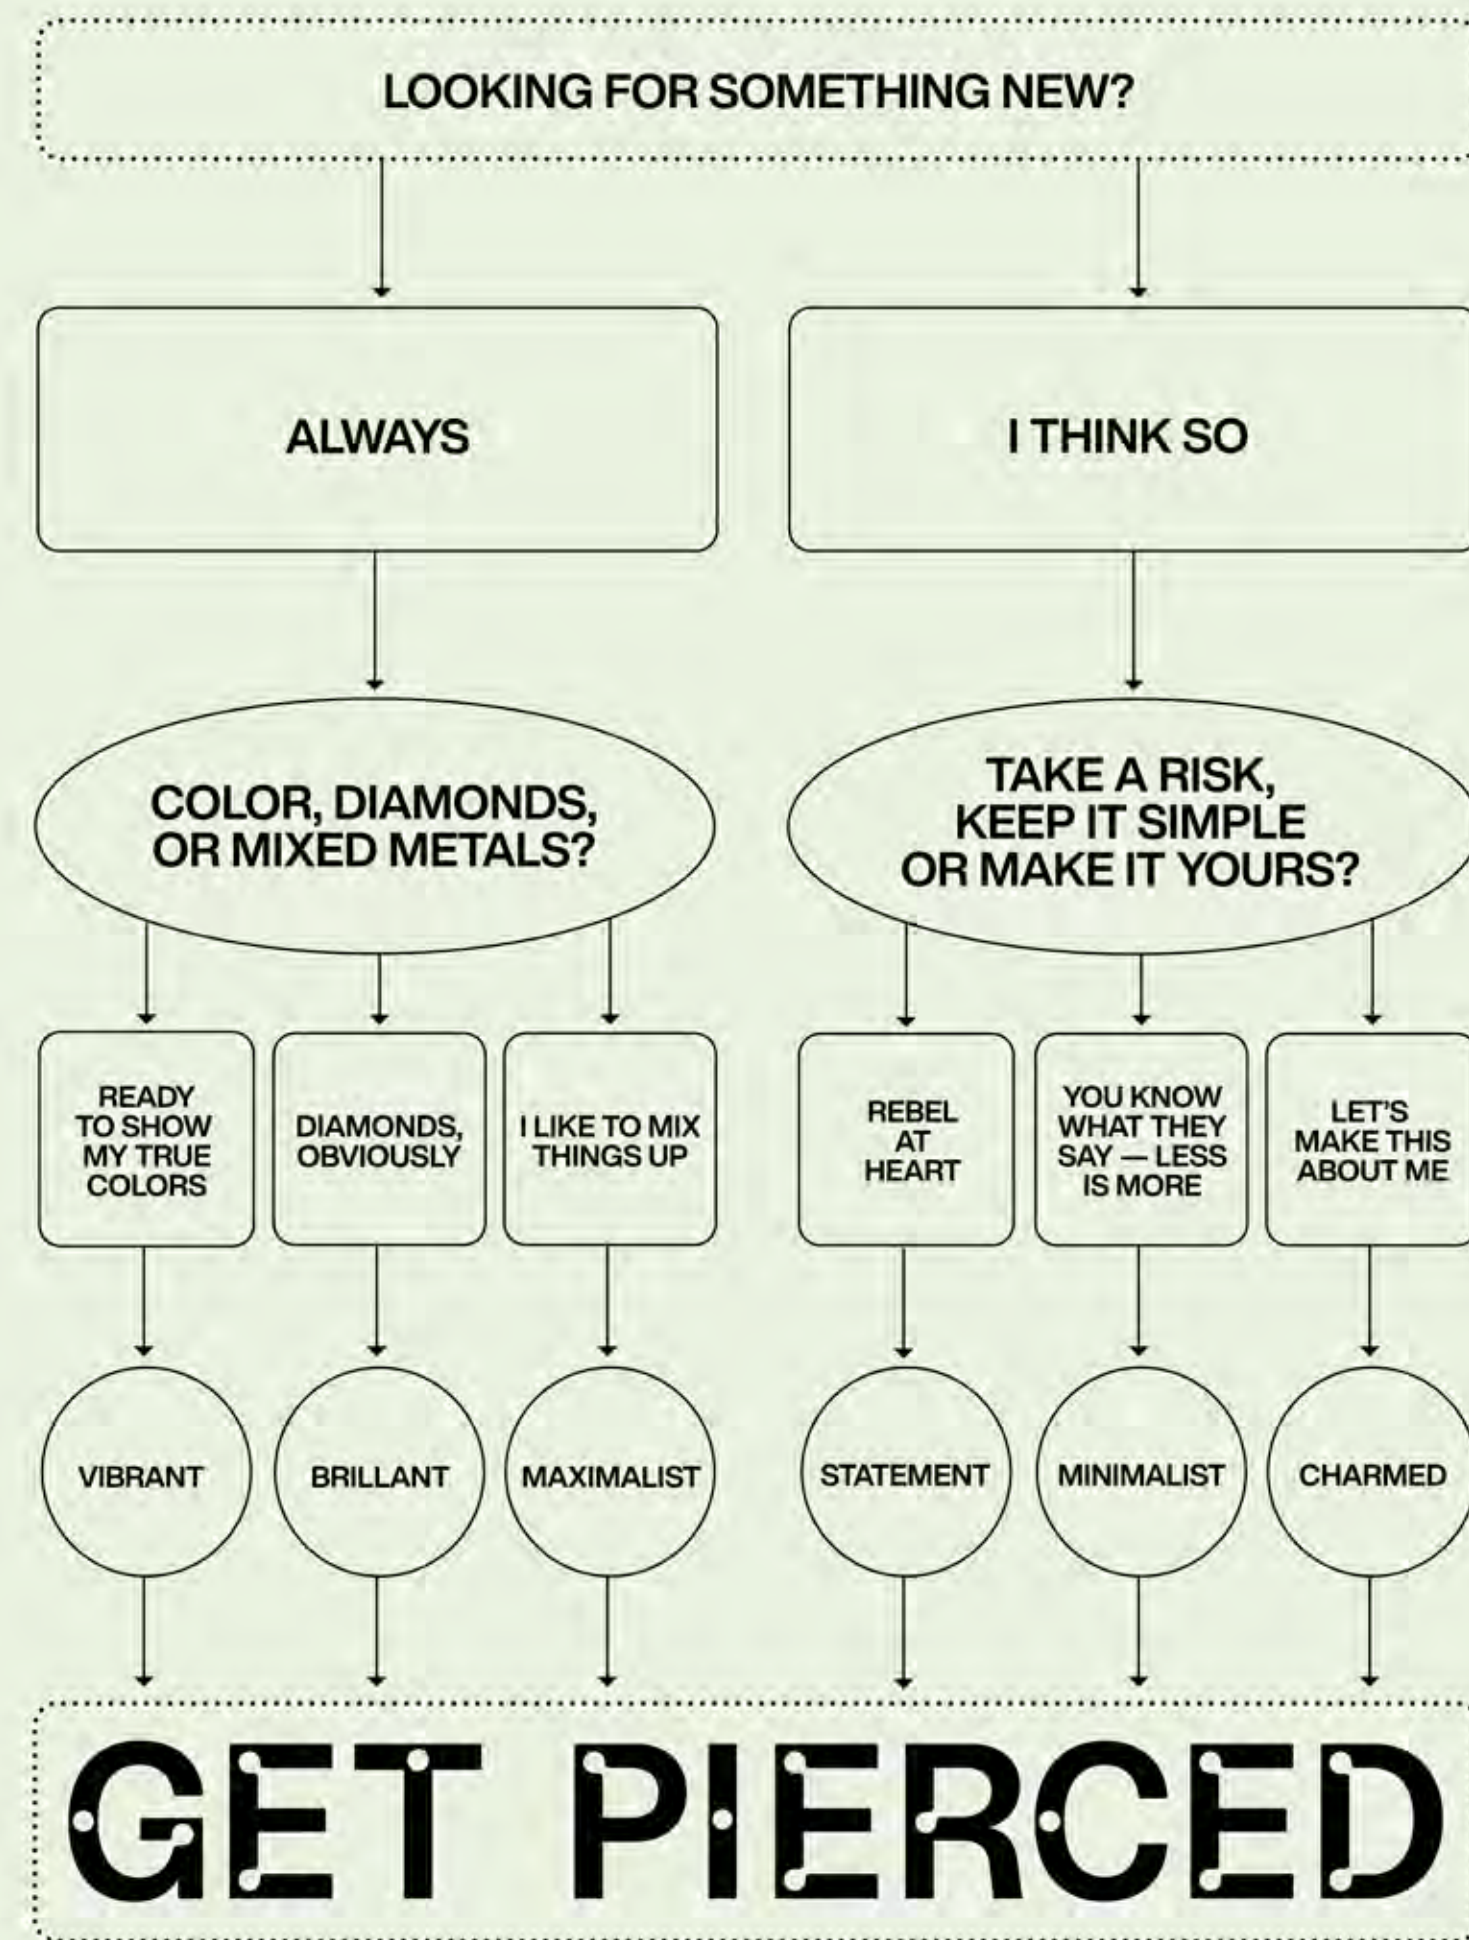 LOOKING FOR SOMETHING NEW?
ALWAYS
I THINK SO
COLOR, DIAMONDS,
OR MIXED METALS?
TAKE A RISK,
KEEP IT SIMPLE
OR MAKE IT YOURS?
READY
TO SHOW
MY TRUE
COLORS
DIAMONDS,
OBVIOUSLY
I LIKE TO MIX
THINGS UP
REBEL
AT
HEART
YOU KNOW
WHAT THEY
SAY — LESS
IS MORE
LET'S
MAKE THIS
ABOUT ME
VIBRANT
BRILLANT
MAXIMALIST
STATEMENT
MINIMALIST
CHARMED
GET PIERCED